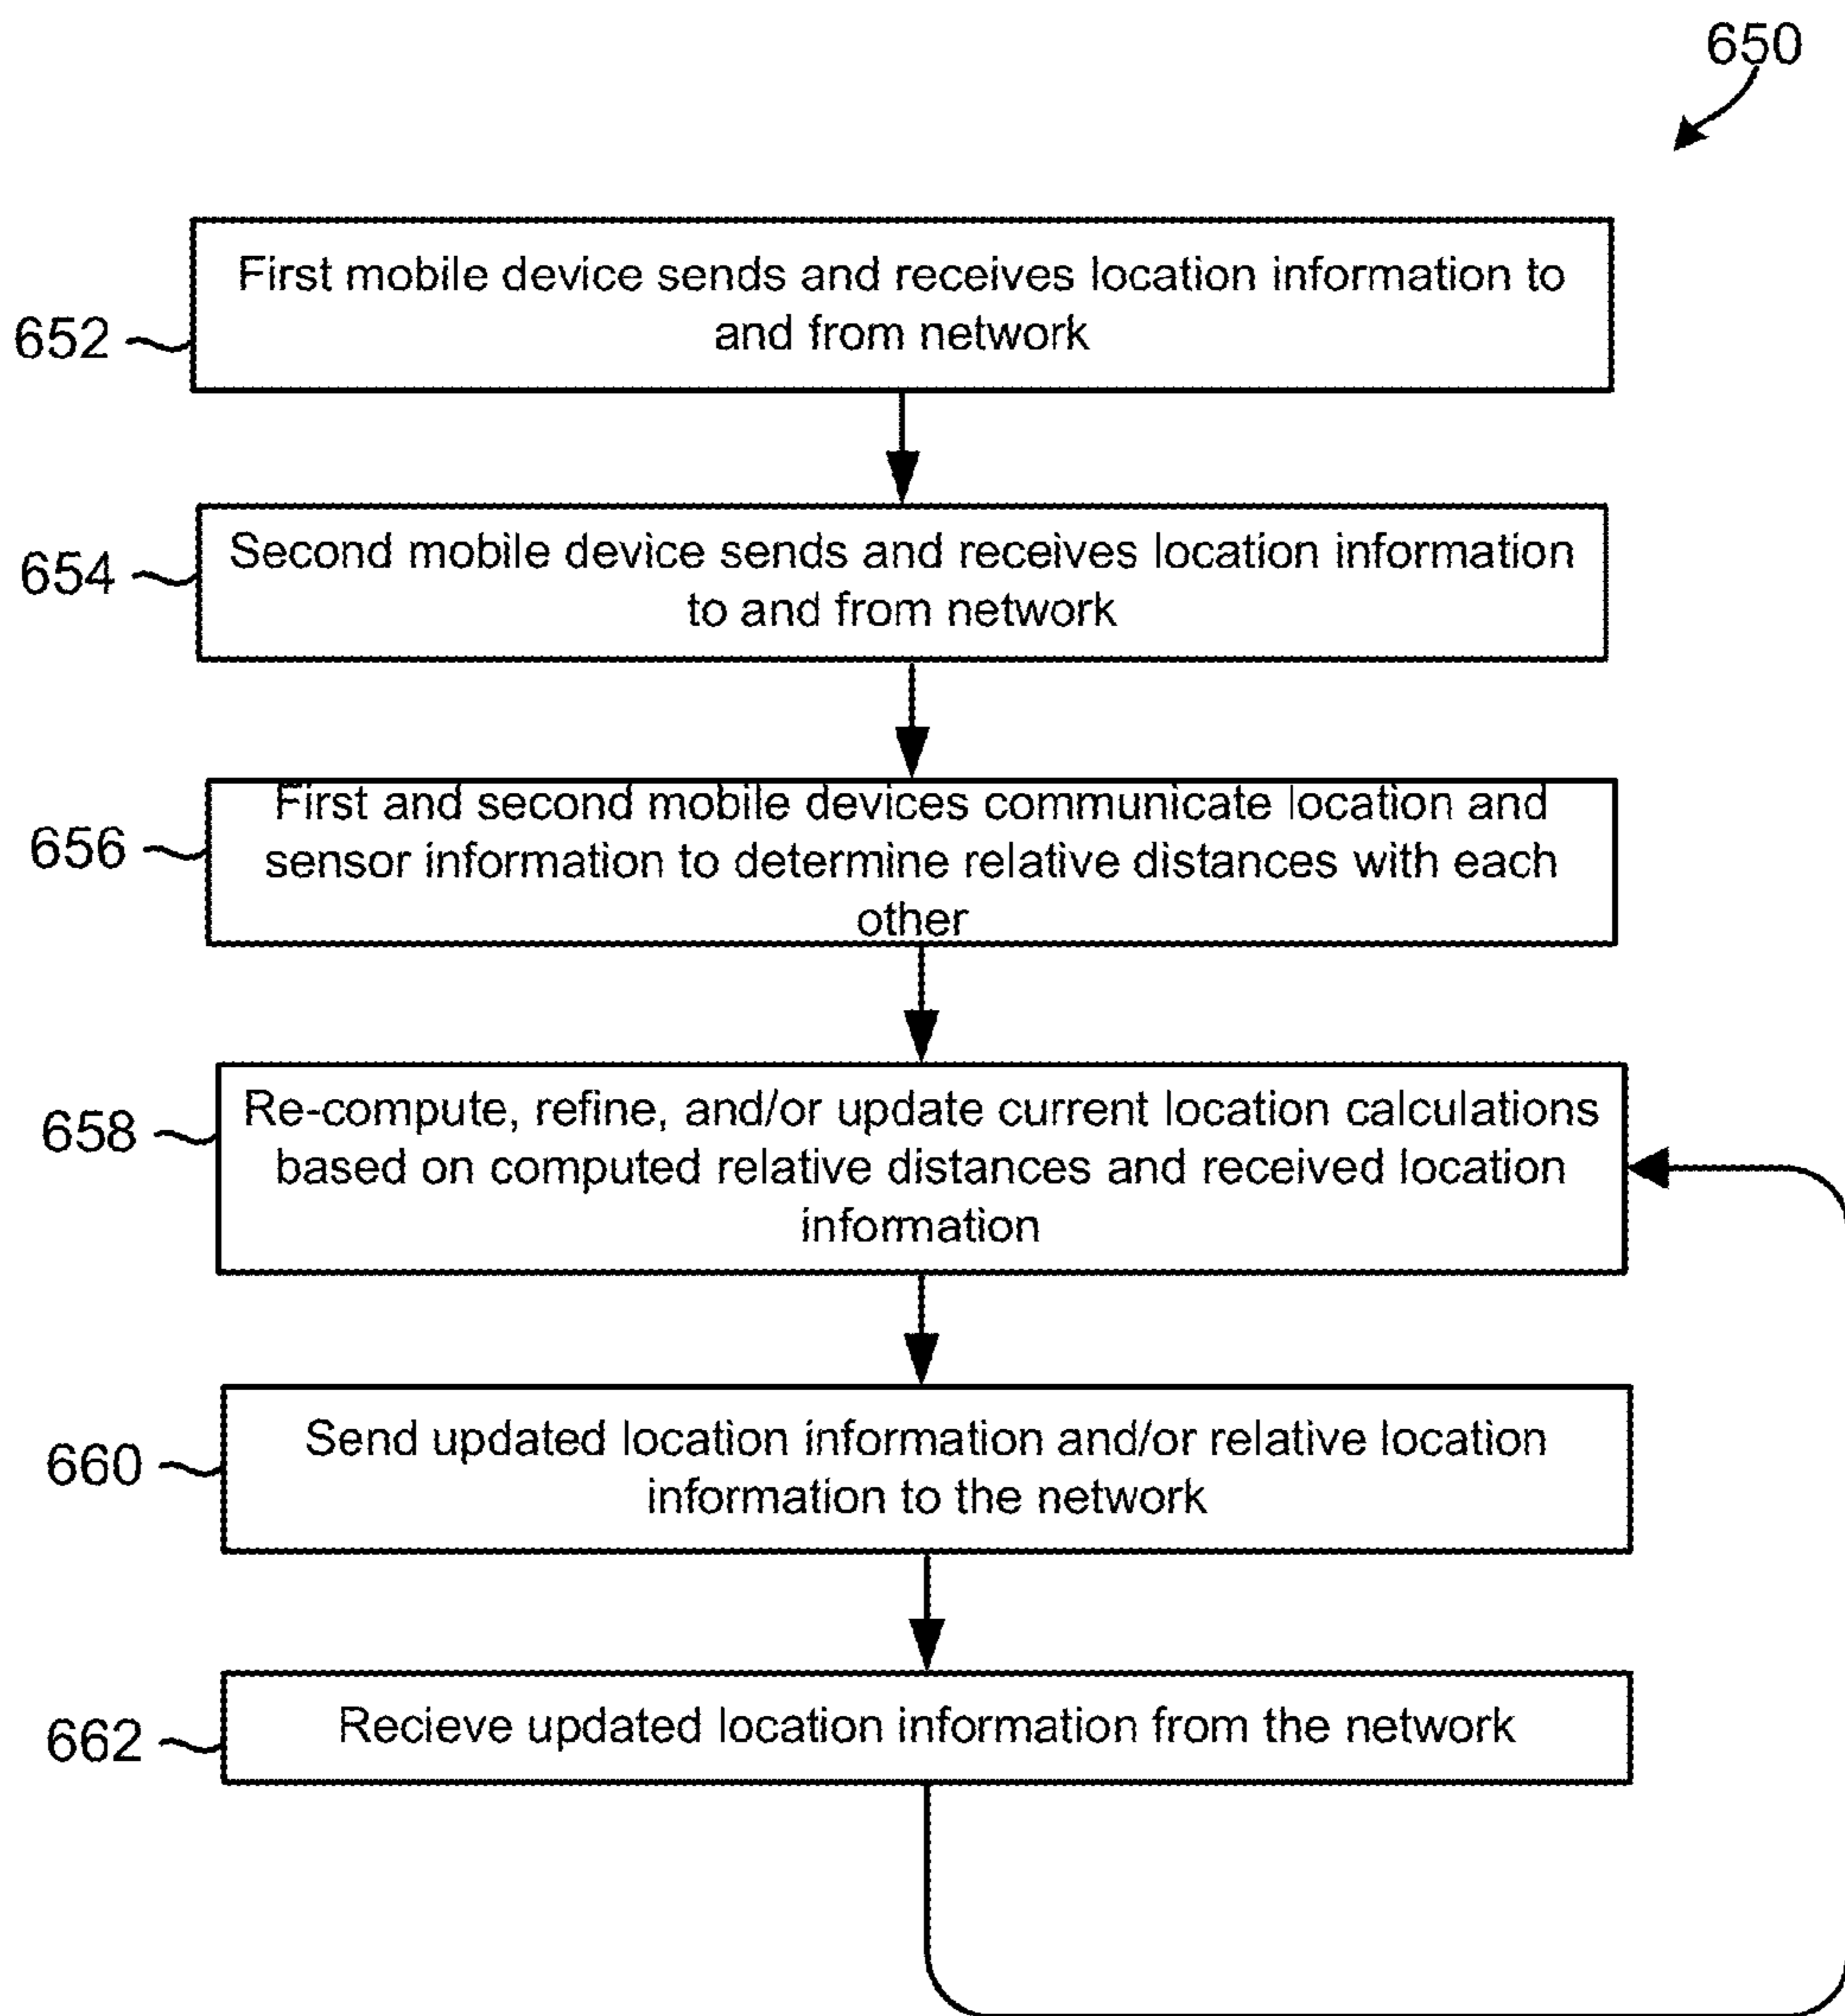 650
First mobile device sends and receives location information to
and from network
652
Second mobile device sends and receives location information
to and from network
654
First and second mobile devices communicate location and
sensor information to determine relative distances with each
other
656
Re-compute, refine, and/or update current location calculations
based on computed relative distances and received location
information
658
Send updated location information and/or relative location
information to the network
660
Recieve updated location information from the network
662